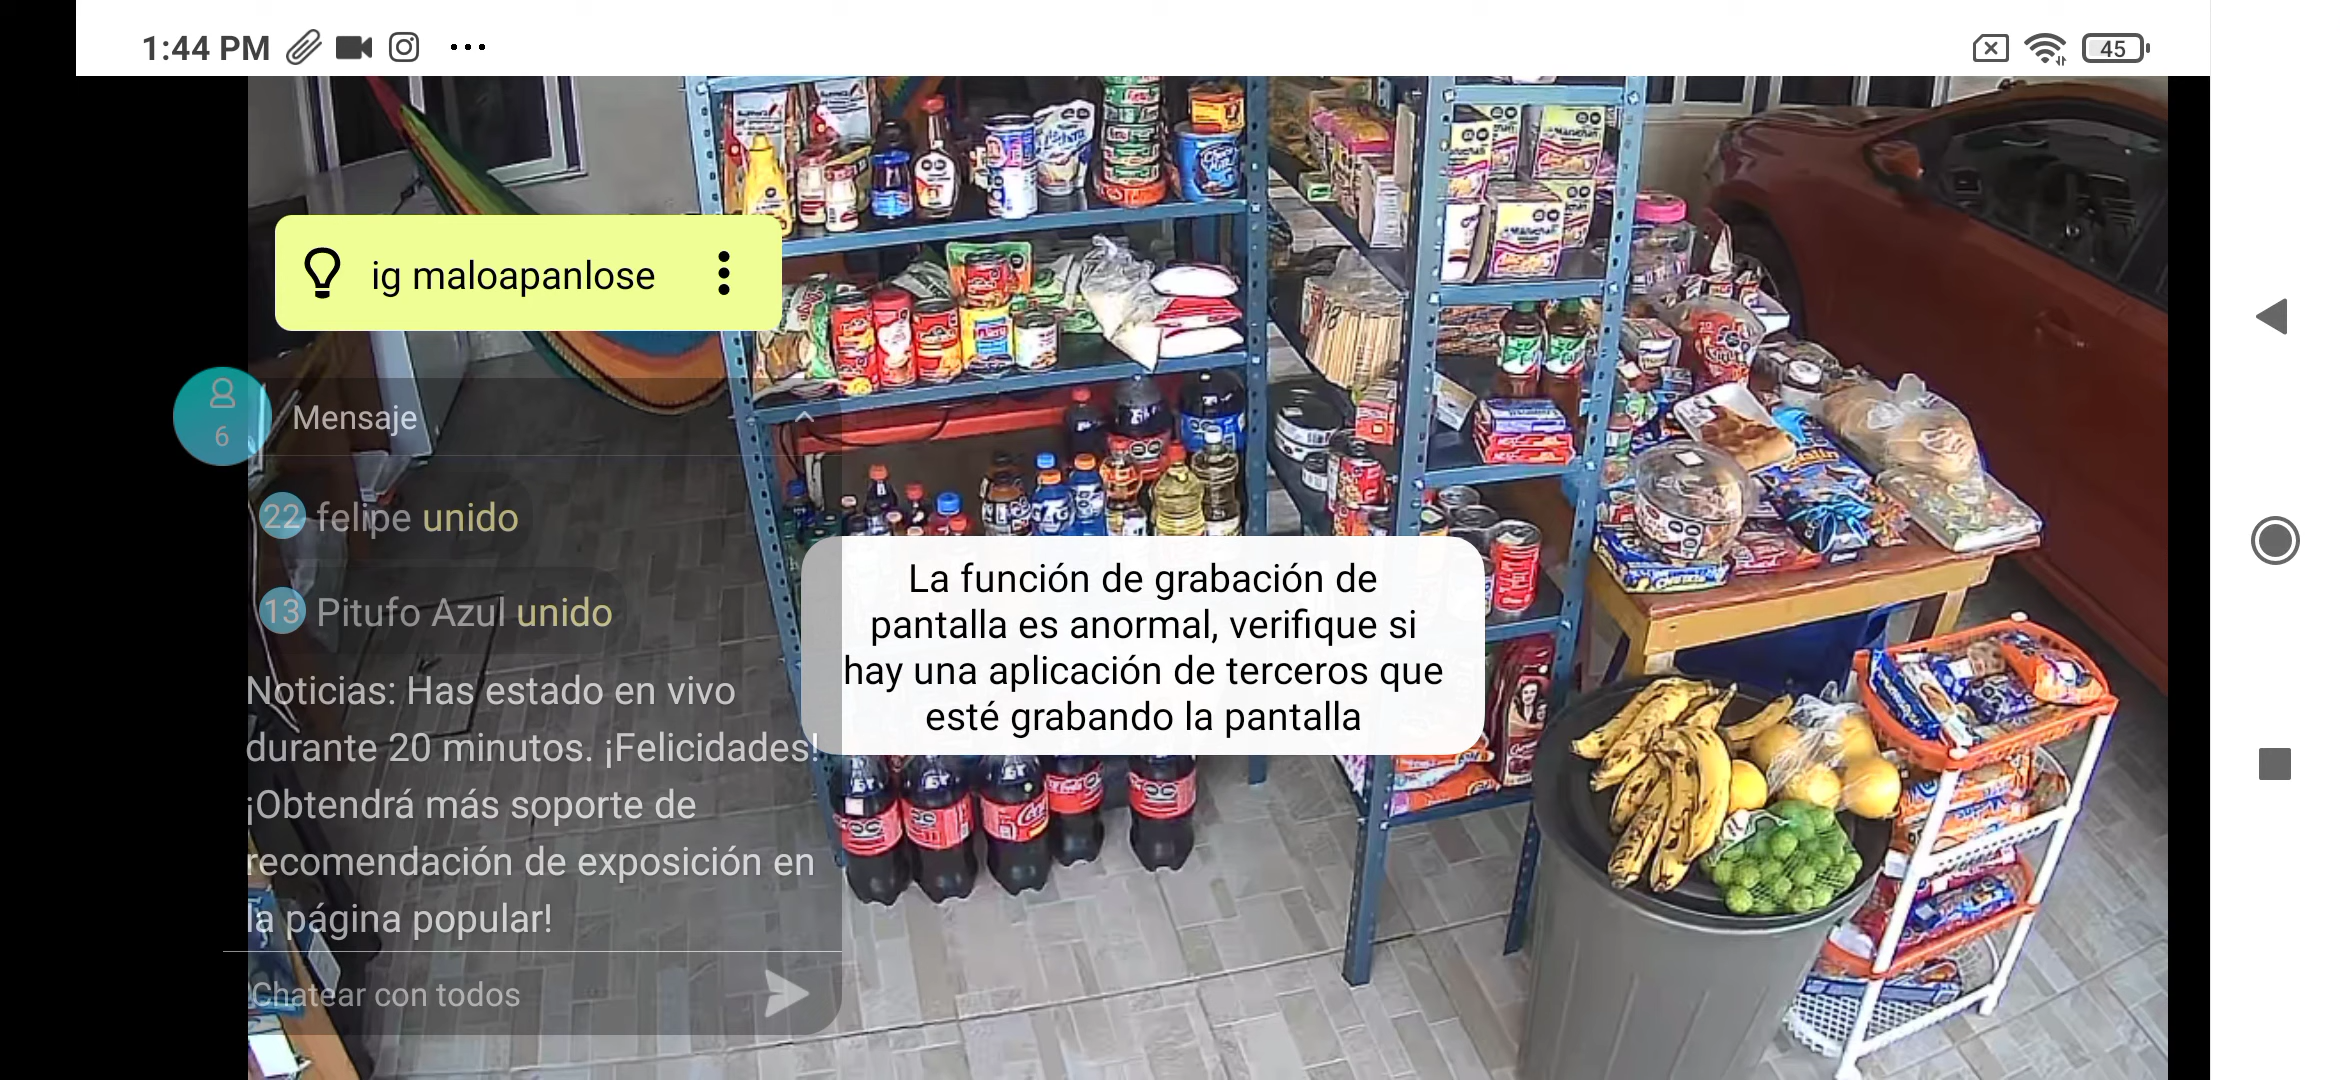 1:44 PM
45
ig maloapanlose
6
Mensaje
22 felipe unido
13 Pitufo Azul unido
Noticias: Has estado en vivo
durante 20 minutos. ¡Felicidades!
¡Obtendrá más soporte de
recomendación de exposición en
la página popular!
Chatear con todos
La función de grabación de
pantalla es anormal, verifique si
hay una aplicación de terceros que
esté grabando la pantalla